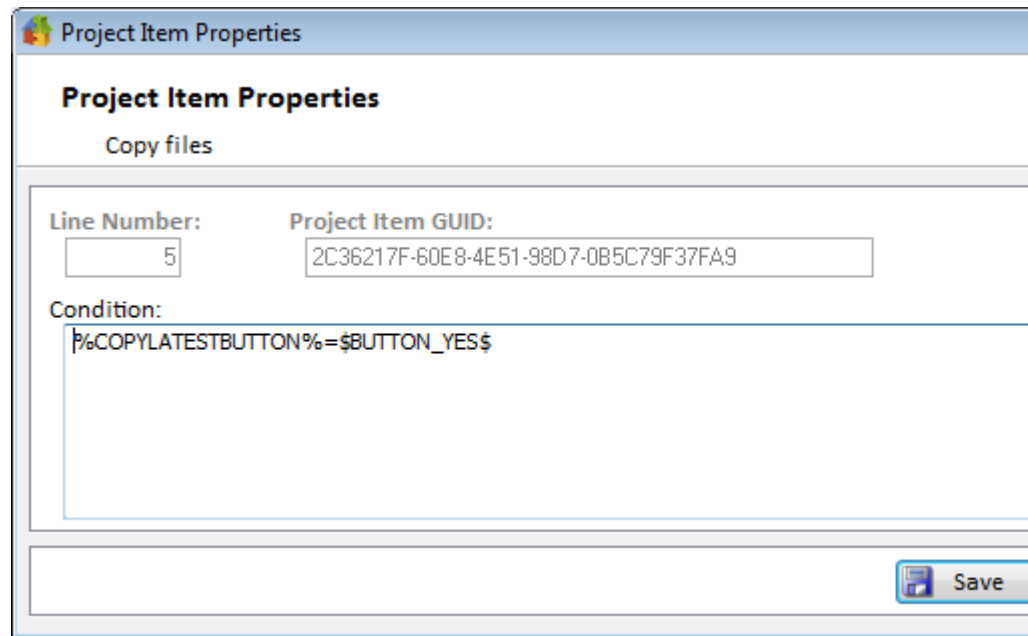 Project Item Properties
Project Item Properties
Copy files
Line Number: Project Item GUID:
5 2C36217F-60E8-4E51-98D7-0B5C79F37FA9
Condition:
%COPYLATESTBUTTON%=$BUTTON_YES$
Save